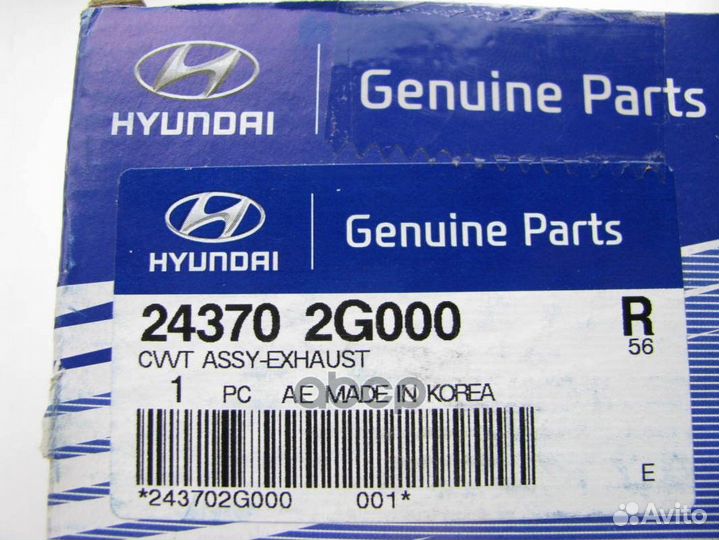 HYUNDAI
Genuine Parts
HYUNDAI
Genuine Parts
24370 2G000
R
56
CVVT ASSY-EXHAUST
1 PC AE MADE IN KOREA
*243702G000 001*
E
Avito